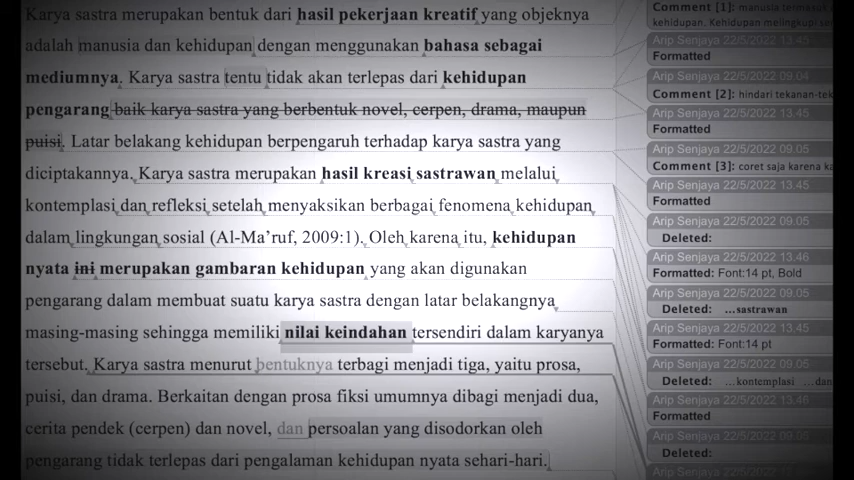 Karya sastra merupakan bentuk dari hasil pekerjaan kreatif yang objeknya
adalah manusia dan kehidupan dengan menggunakan bahasa sebagai
mediumnya. Karya sastra tentu tidak akan terlepas dari kehidupan
pengarang baik karya sastra yang berbentuk novel, cerpen, drama, maupun
puisi. Latar belakang kehidupan berpengaruh terhadap karya sastra yang
diciptakannya. Karya sastra merupakan hasil kreasi sastrawan melalui
kontemplasi dan refleksi setelah menyaksikan berbagai fenomena kehidupan
dalam lingkungan sosial (Al-Ma’ruf, 2009:1). Oleh karena itu, kehidupan
nyata ini merupakan gambaran kehidupan yang akan digunakan
pengarang dalam membuat suatu karya sastra dengan latar belakangnya
masing-masing sehingga memiliki nilai keindahan tersendiri dalam karyanya
tersebut. Karya sastra menurut bentuknya terbagi menjadi tiga, yaitu prosa,
puisi, dan drama. Berkaitan dengan prosa fiksi umumnya dibagi menjadi dua,
cerita pendek (cerpen) dan novel, dan persoalan yang disodorkan oleh
pengarang tidak terlepas dari pengalaman kehidupan nyata sehari-hari.
Comment [1]: manusia
kehidupan. Kehidupan melingkupi
Arip Senjaya 22/5/2022 13.45
Formatted
Arip Senjaya 22/5/2022 09.04
Comment [2]: hindari tekanan-tek
Arip Senjaya 22/5/2022 13.45
Formatted
Arip Senjaya 22/5/2022 09.05
Comment [3]: coret saja karena
Arip Senjaya 22/5/2022 13.45
Formatted
Arip Senjaya 22/5/2022 09.05
Deleted:
Arip Senjaya 22/5/2022 13.46
Formatted: Font:14 pt, Bold
Arip Senjaya 22/5/2022 09.05
Deleted: ...sastrawan
Arip Senjaya 22/5/2022 13.45
Formatted: Font:14 pt
Arip Senjaya 22/5/2022 09.05
Deleted: ...kontemplasi ...dan
Arip Senjaya 22/5/2022 13.46
Formatted
Arip Senjaya 22/5/2022 09.05
Deleted: